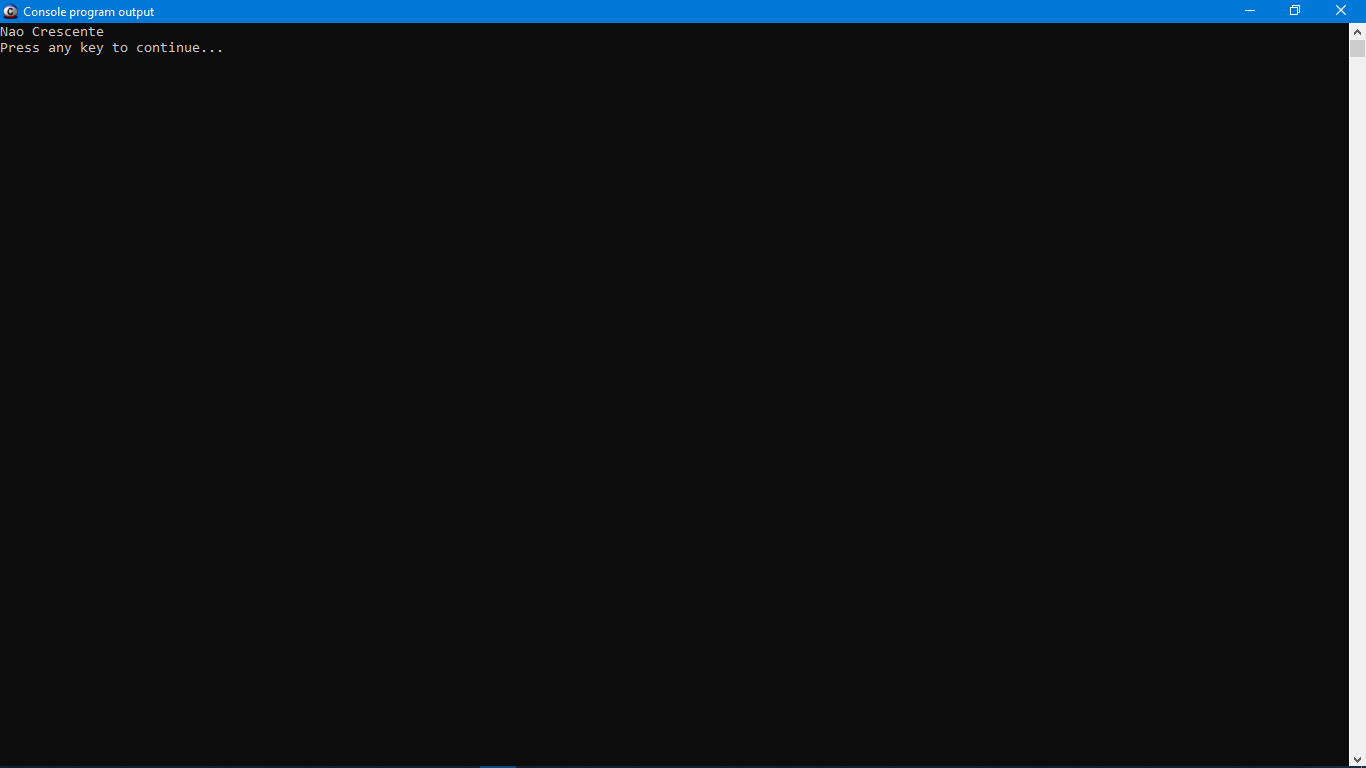 Console program output
Nao Crescente
Press any key to continue...